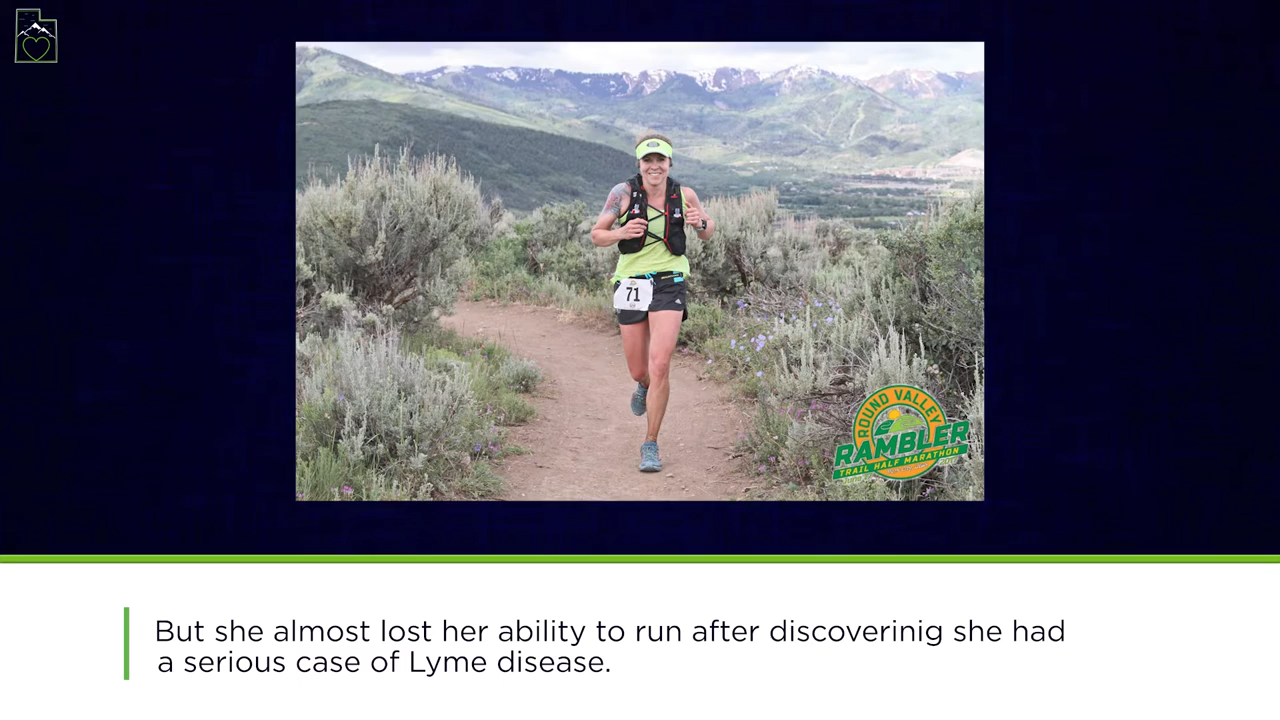 71
ROUND VALLEY
RAMBLER
TRAIL HALF MARATHON
But she almost lost her ability to run after discoverinig she had
a serious case of Lyme disease.